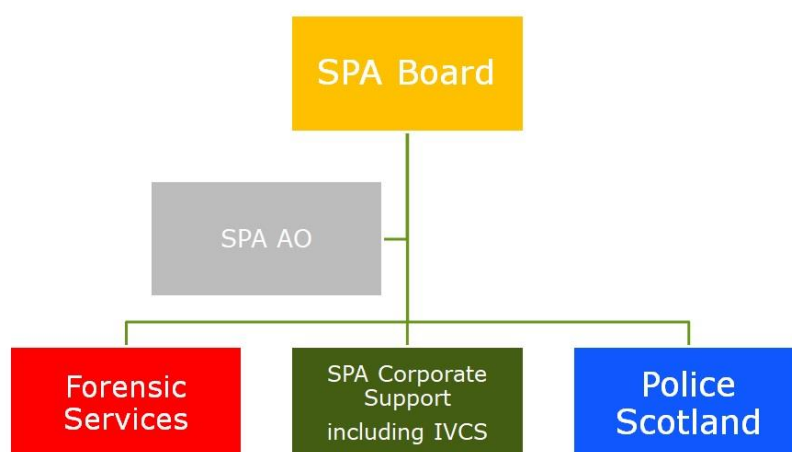 SPA Board
SPA AO
Forensic
Services
SPA Corporate
Support
including IVCS
Police
Scotland